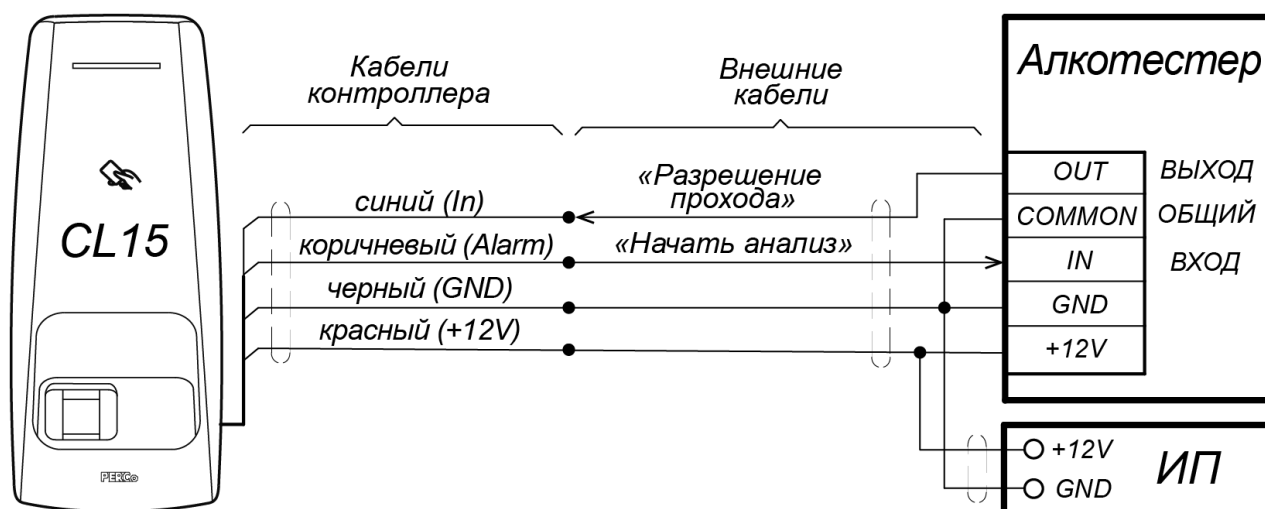 Кабели
контроллера
Внешние
кабели
Алкотестер
CL15
PERCo
синий (In)
«Разрешение
прохода»
OUT ВЫХОД
коричневый (Alarm)
«Начать анализ»
COMMON ОБЩИЙ
черный (GND)
IN ВХОД
красный (+12V)
GND
+12V
+12V
GND
ИП